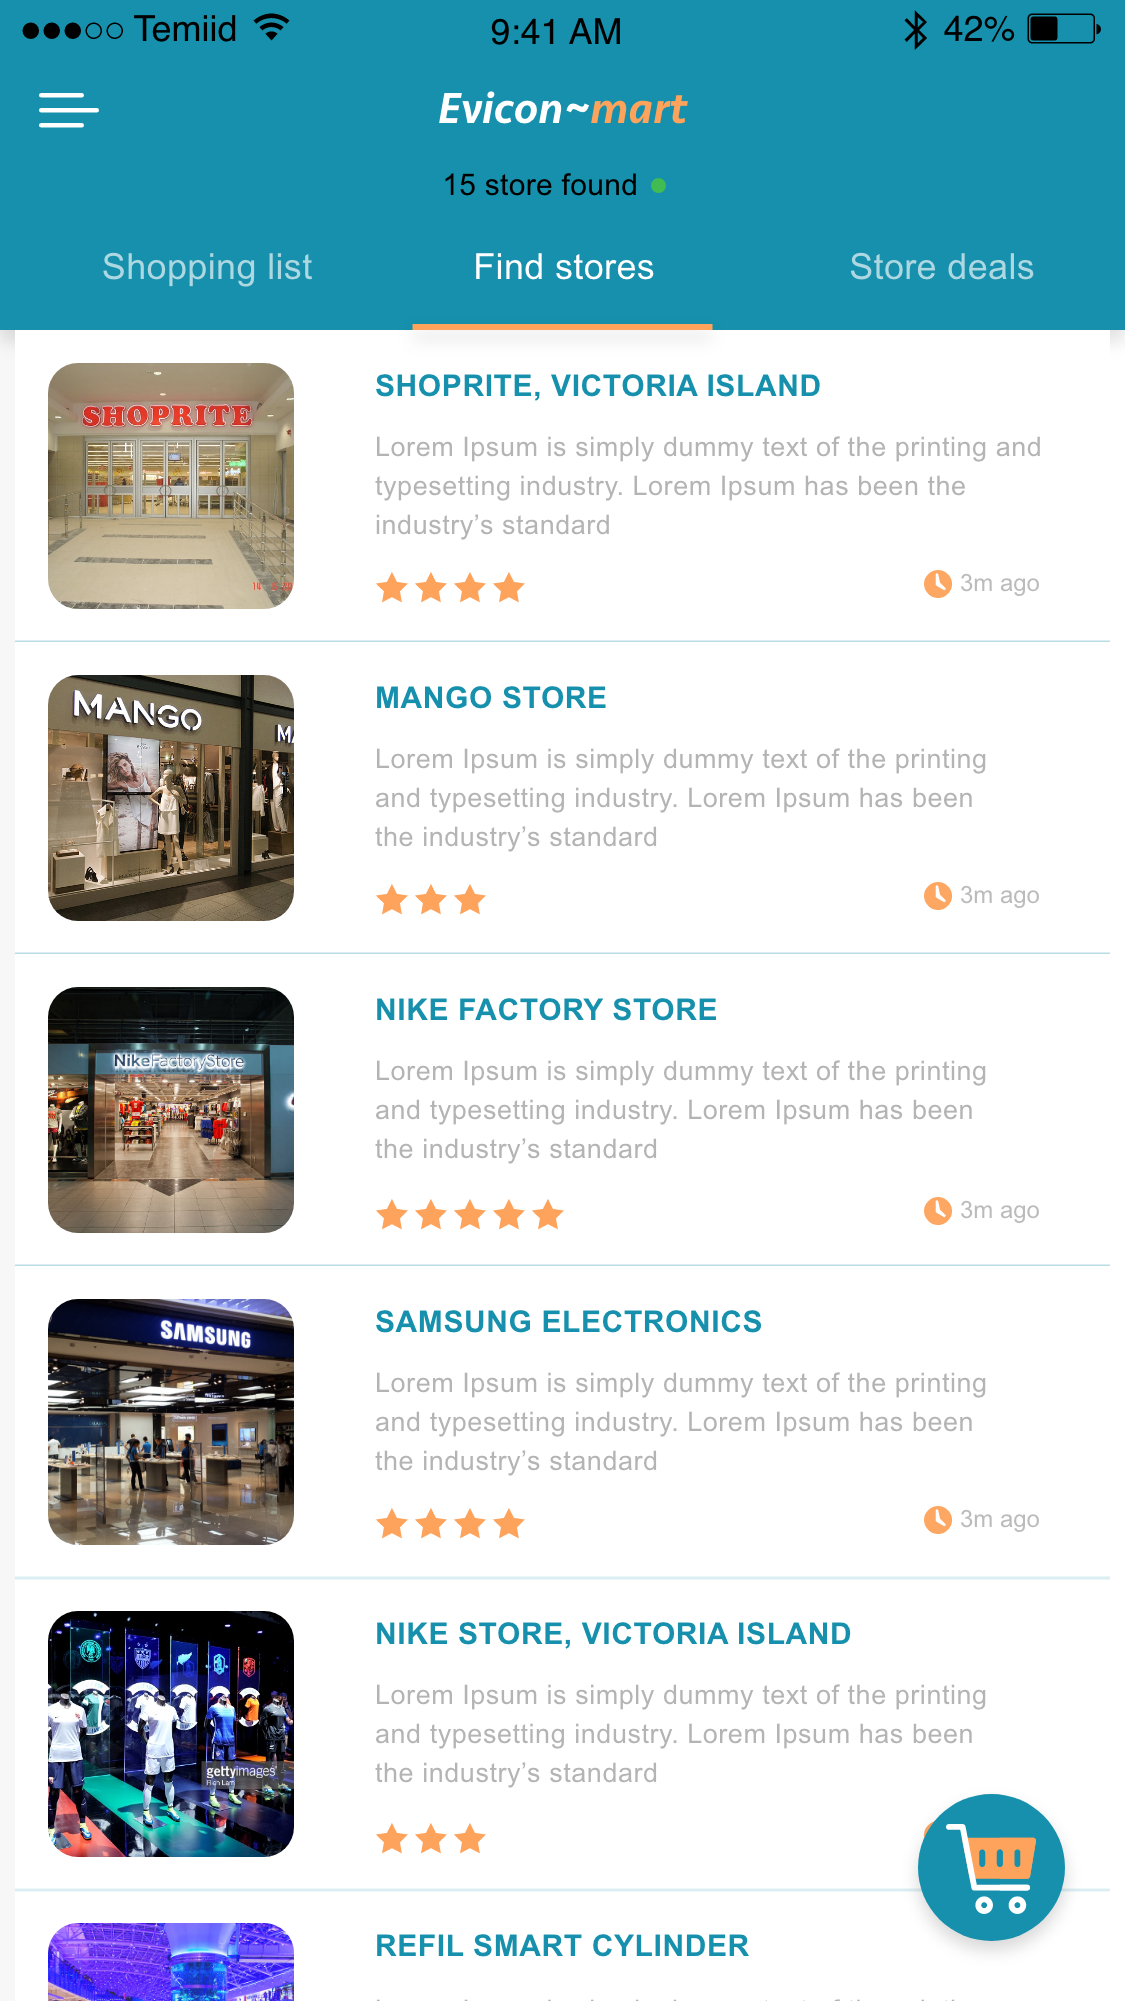 Temiid
9:41 AM
42%
Evicon~mart
15 store found
Shopping list
Find stores
Store deals
SHOPRITE
SHOPRITE, VICTORIA ISLAND
Lorem Ipsum is simply dummy text of the printing and
typesetting industry. Lorem Ipsum has been the
industry’s standard
3m ago
MANGO
MANGO STORE
Lorem Ipsum is simply dummy text of the printing
and typesetting industry. Lorem Ipsum has been
the industry’s standard
3m ago
NikeFactoryStore
NIKE FACTORY STORE
Lorem Ipsum is simply dummy text of the printing
and typesetting industry. Lorem Ipsum has been
the industry’s standard
3m ago
SAMSUNG
SAMSUNG ELECTRONICS
Lorem Ipsum is simply dummy text of the printing
and typesetting industry. Lorem Ipsum has been
the industry’s standard
3m ago
gettyimages
NIKE STORE, VICTORIA ISLAND
Lorem Ipsum is simply dummy text of the printing
and typesetting industry. Lorem Ipsum has been
the industry’s standard
REFIL SMART CYLINDER